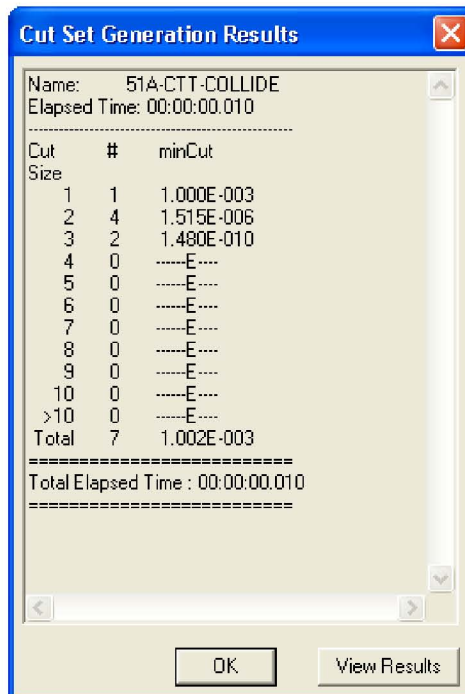 Cut Set Generation Results
Name: 51A-CTT-COLLIDE
Elapsed Time: 00:00:00.010
--------------------------------------------------
Cut # minCut
Size
1 1 1.000E-003
2 4 1.515E-006
3 2 1.480E-010
4 0 ------E----
5 0 ------E----
6 0 ------E----
7 0 ------E----
8 0 ------E----
9 0 ------E----
10 0 ------E----
>10 0 ------E----
Total 7 1.002E-003
===========================
Total Elapsed Time : 00:00:00.010
===========================
OK View Results